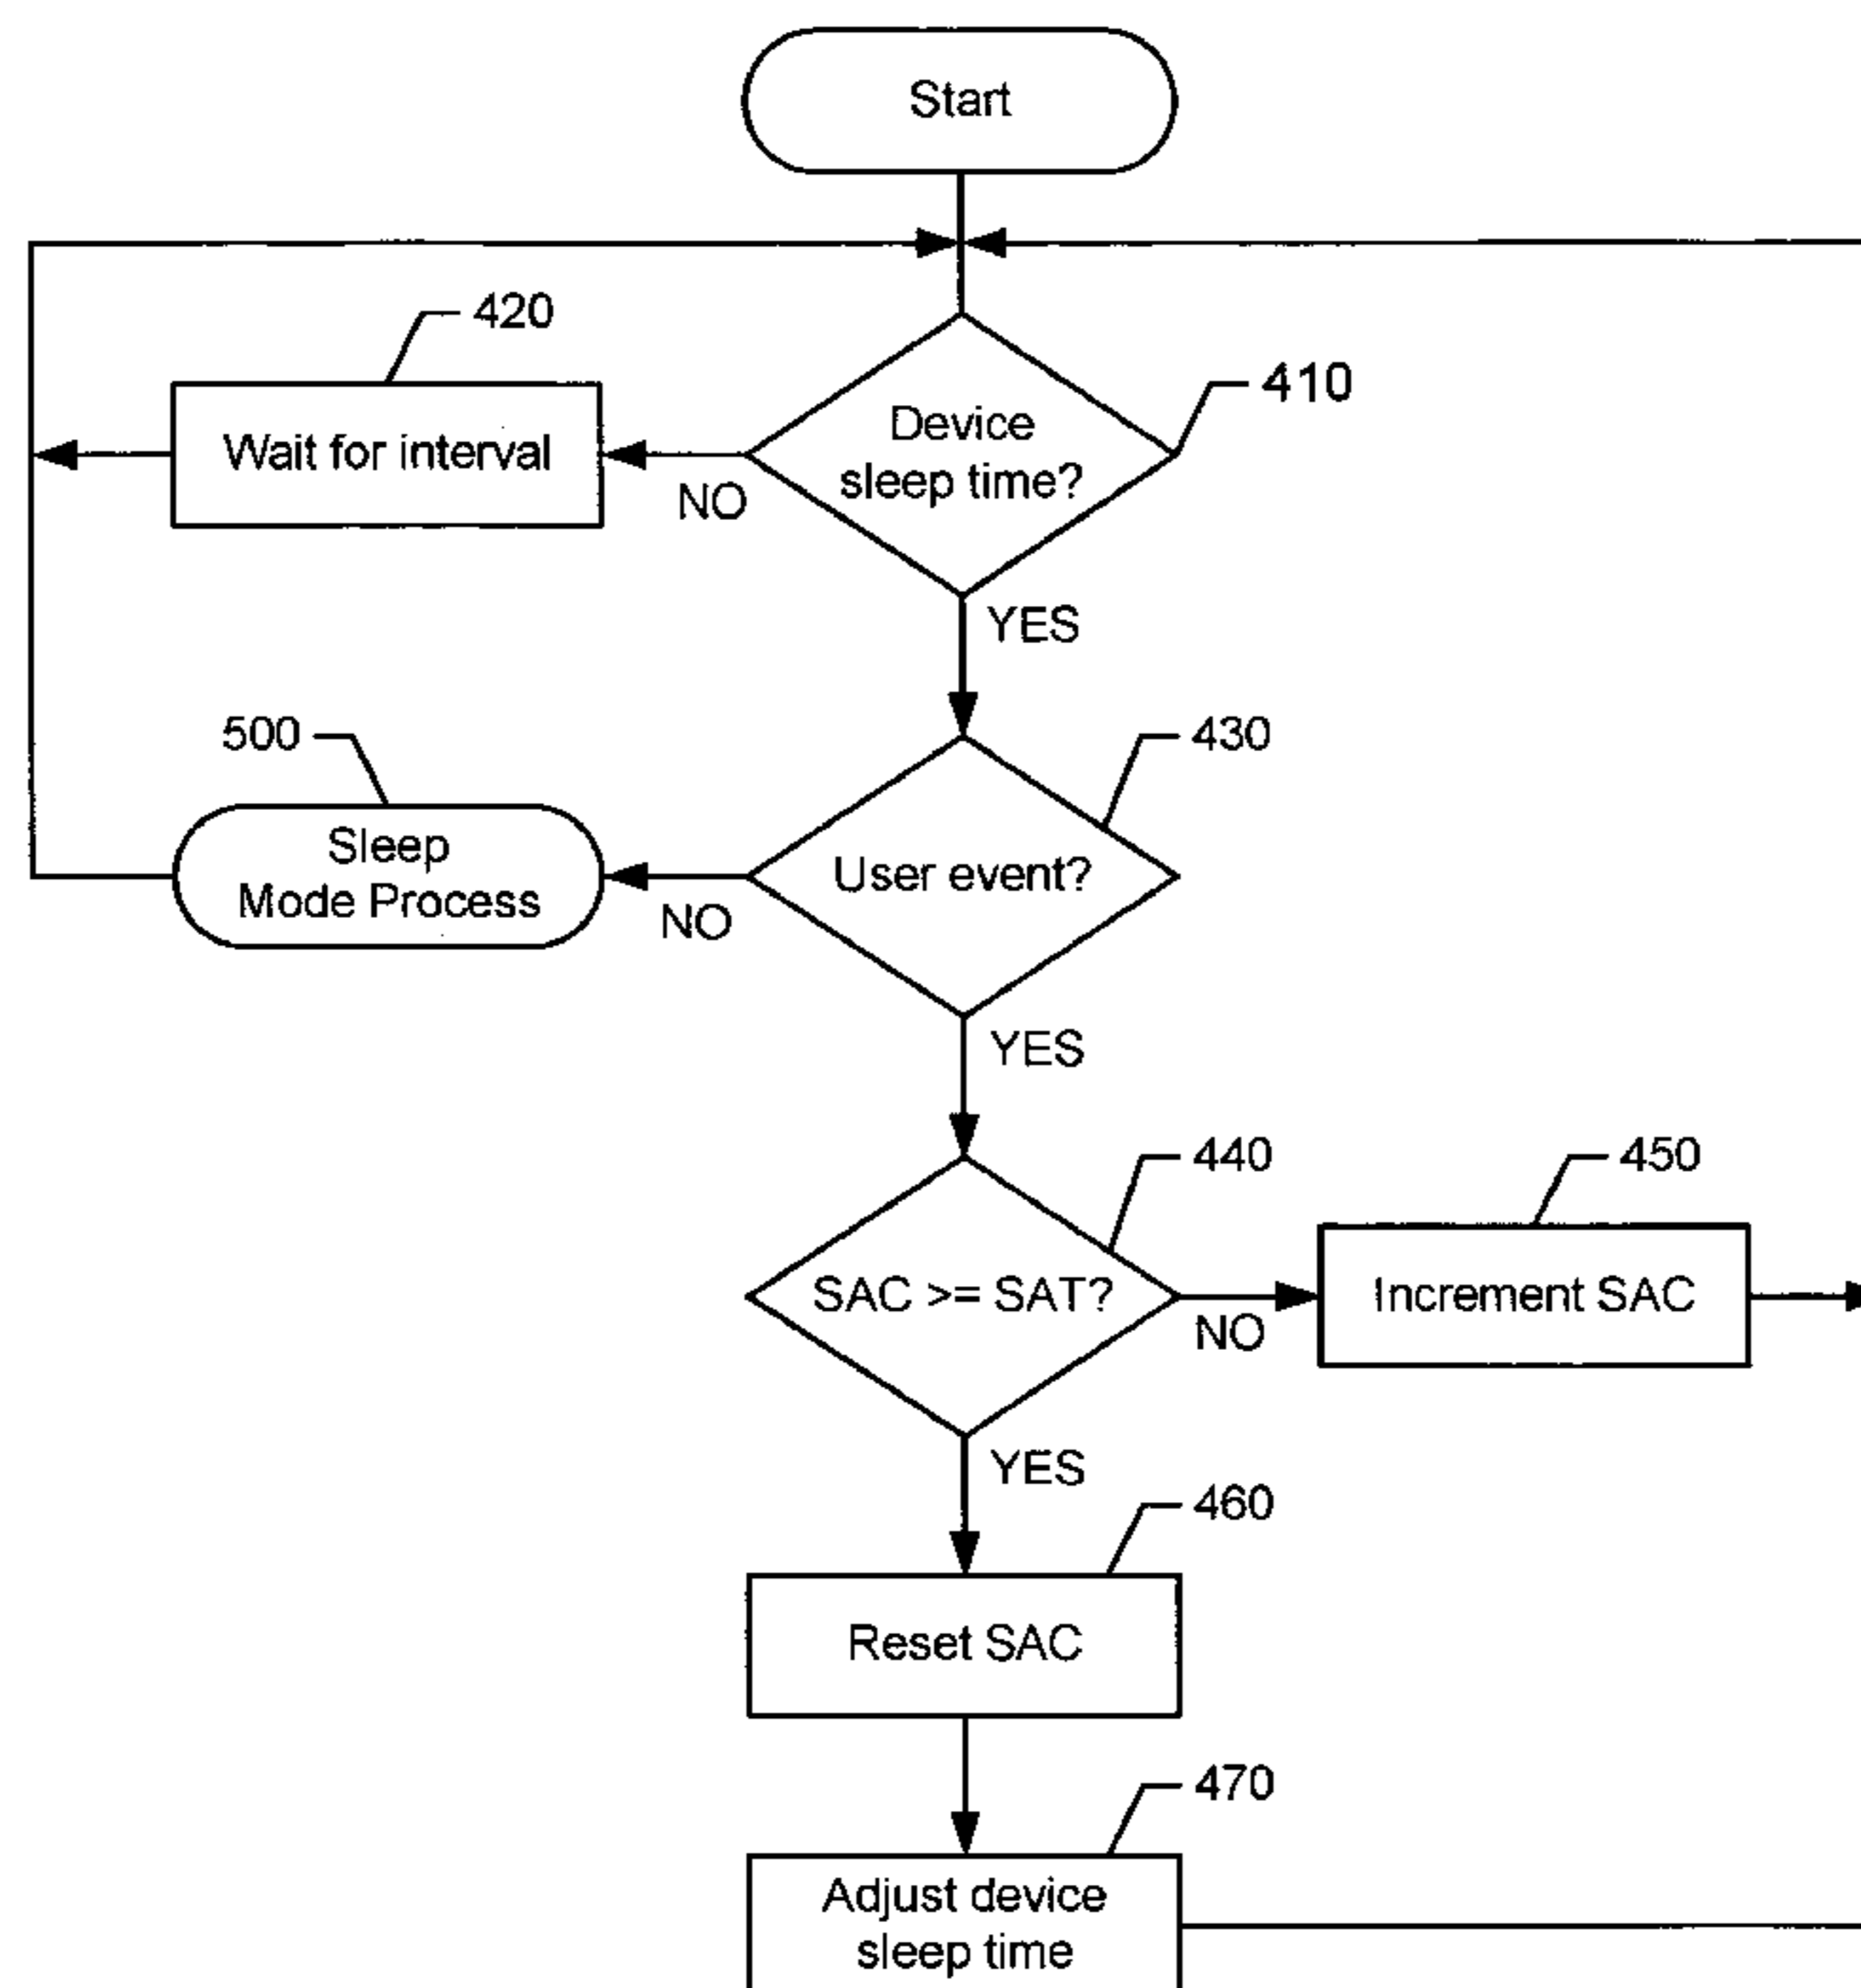 Start
420
410
Device
sleep time?
Wait for interval
NO
YES
500
430
Sleep
Mode Process
User event?
NO
YES
440
450
SAC >= SAT?
Increment SAC
NO
YES
460
Reset SAC
470
Adjust device
sleep time